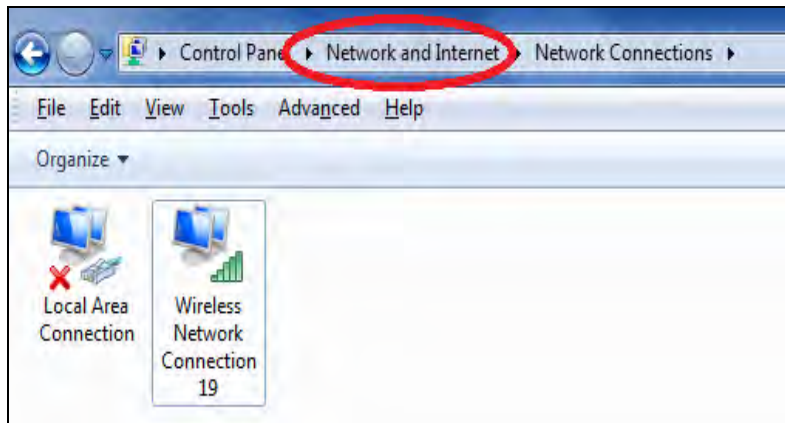 Control Panel Network and Internet Network Connections
File Edit View Tools Advanced Help
Organize
Local Area
Connection
Wireless
Network
Connection
19